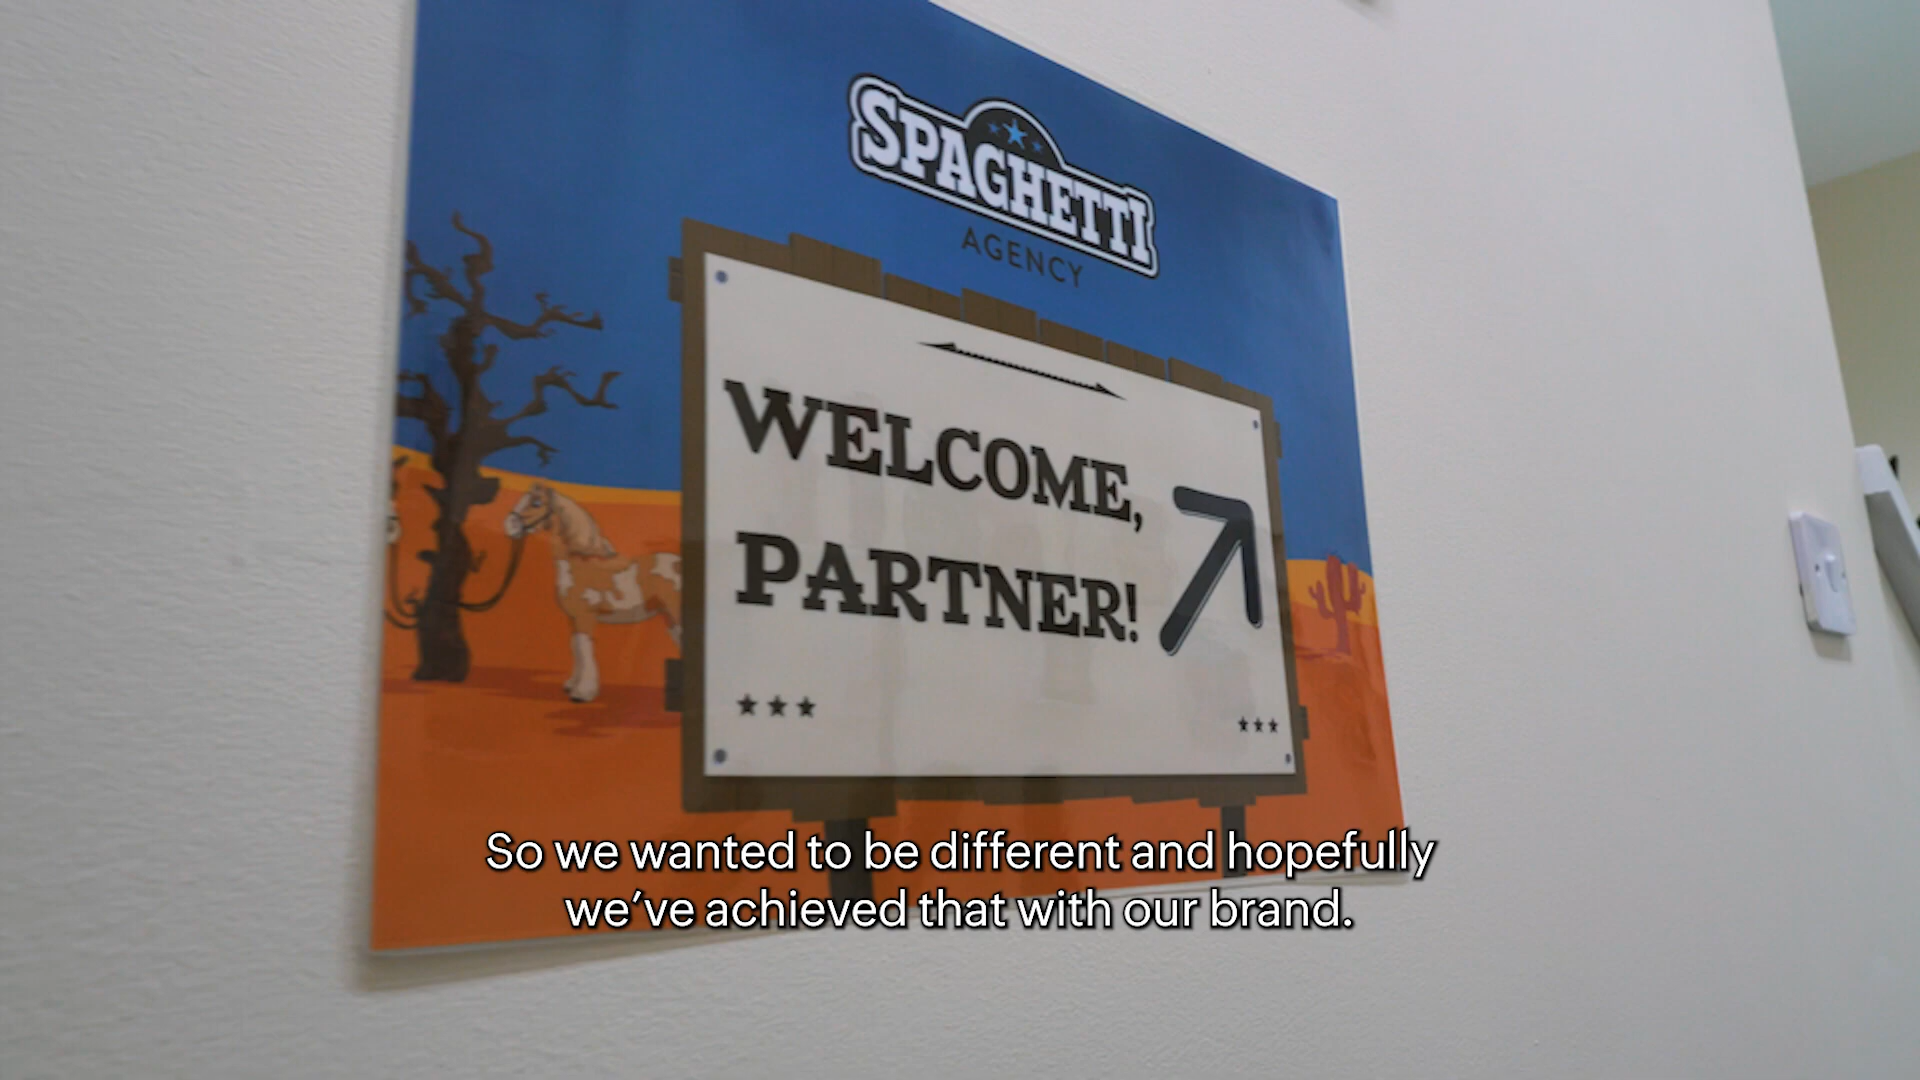 SPAGHETTI
AGENCY
WELCOME,
PARTNER!
So we wanted to be different and hopefully
we've achieved that with our brand.